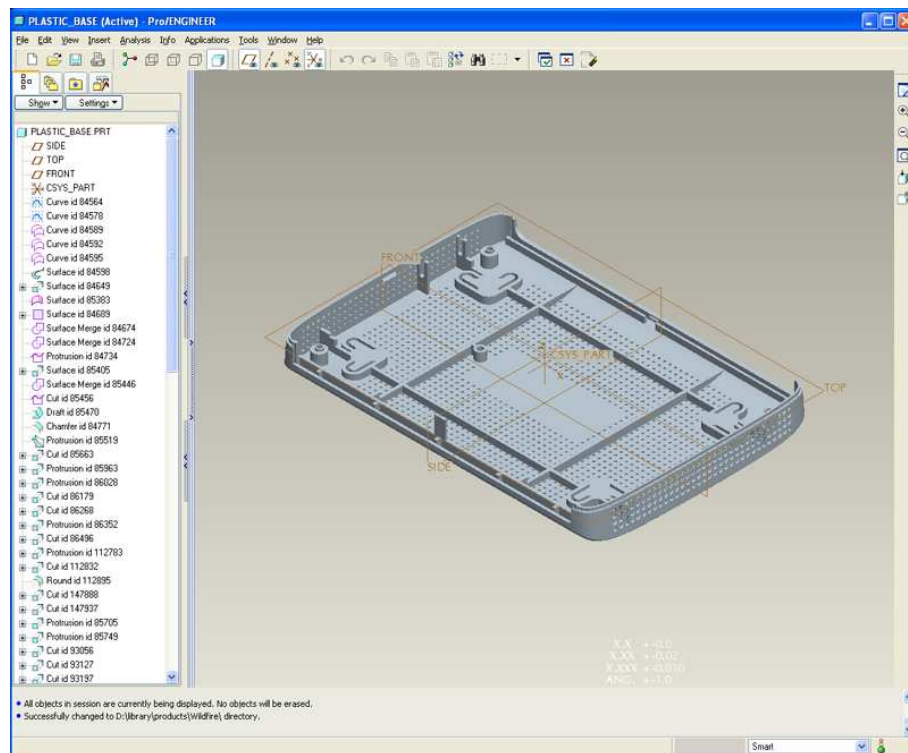 PLASTIC_BASE (Active) - Pro/ENGINEER
File Edit View Insert Analysis Info Applications Tools Window Help
Show Settings
PLASTIC_BASE.PRT
SIDE
TOP
FRONT
CSYS_PART
Curve id 84564
Curve id 84578
Curve id 84589
Curve id 84592
Curve id 84595
Surface id 84598
Surface id 84649
Surface id 85383
Surface id 84689
Surface Merge id 84674
Surface Merge id 84724
Protrusion id 84734
Surface id 85405
Surface Merge id 85446
Cut id 85456
Draft id 85470
Chamfer id 84771
Protrusion id 85519
Cut id 85663
Protrusion id 85963
Protrusion id 86028
Cut id 86179
Cut id 86268
Protrusion id 86352
Cut id 86496
Protrusion id 112783
Cut id 112832
Round id 112895
Cut id 147888
Cut id 147937
Protrusion id 85705
Protrusion id 85749
Cut id 93056
Cut id 93127
Cut id 93197
FRONT
CSYS_PART
X
TOP
SIDE
X.X +-0.0
X.XX +-0.02
X.XXX +-0.010
ANG. +-1.0
All objects in session are currently being displayed. No objects will be erased.
Successfully changed to D:\library\products\Wildfire\ directory.
Smart